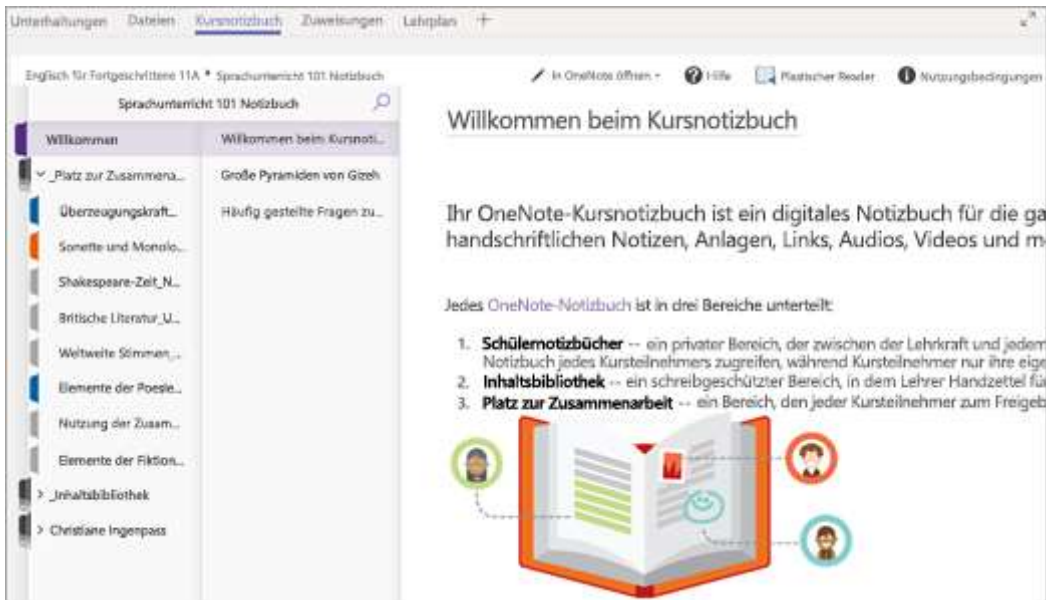 Unterhaltungen Dateien Kursnotizbuch Zuweisungen Lehrplan +
Englisch für Fortgeschrittene 11A * Sprachunterricht 101 Notizbuch In OneNote öffnen Hilfe Plastischer Reader Nutzungsbedingungen
Sprachunterricht 101 Notizbuch
Willkommen
_Platz zur Zusammena...
Überzeugungskraft...
Sonette und Monolo...
Shakespeare-Zeit_N...
Britische Literatur_U...
Weltweite Stimmen_...
Elemente der Poesie...
Nutzung der Zusam...
Elemente der Fiktion...
_Inhaltsbibliothek
Christiane Ingenpass
Willkommen beim Kursnoti...
Große Pyramiden von Gizeh
Häufig gestellte Fragen zu...
Willkommen beim Kursnotizbuch
Ihr OneNote-Kursnotizbuch ist ein digitales Notizbuch für die ga
handschriftlichen Notizen, Anlagen, Links, Audios, Videos und m
Jedes OneNote-Notizbuch ist in drei Bereiche unterteilt:
1. Schülernotizbücher -- ein privater Bereich, der zwischen der Lehrkraft und jedem
Notizbuch jedes Kursteilnehmers zugreifen, während Kursteilnehmer nur ihre eige
2. Inhaltsbibliothek -- ein schreibgeschützter Bereich, in dem Lehrer Handzettel fü
3. Platz zur Zusammenarbeit -- ein Bereich, den jeder Kursteilnehmer zum Freigeb